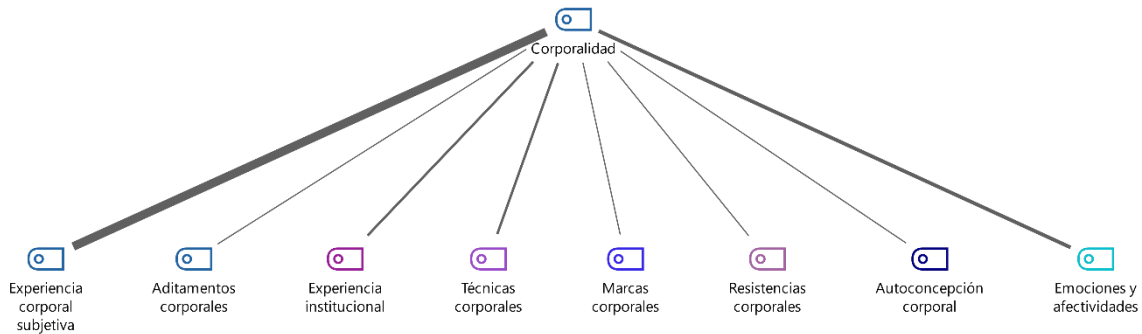 Corporalidad
Experiencia
corporal
subjetiva
Aditamentos
corporales
Experiencia
institucional
Técnicas
corporales
Marcas
corporales
Resistencias
corporales
Autoconcepción
corporal
Emociones y
afectividades